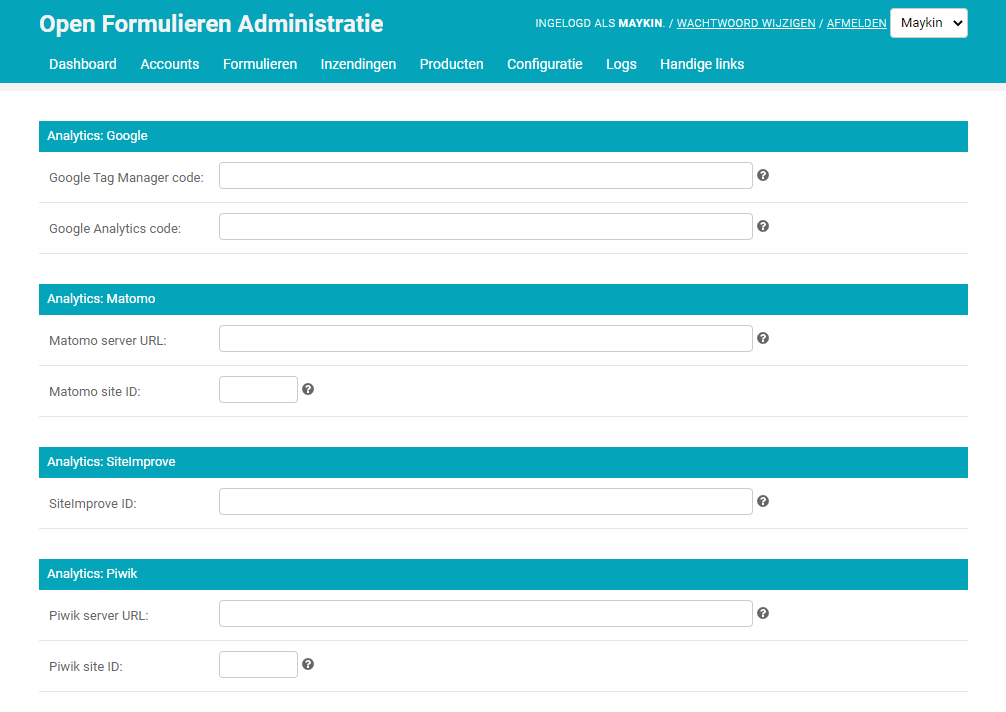 Open Formulieren Administratie
INGELOGD ALS MAYKIN. / WACHTWOORD WIJZIGEN / AFMELDEN Maykin
Dashboard Accounts Formulieren Inzendingen Producten Configuratie Logs Handige links
Analytics: Google
Google Tag Manager code:
Google Analytics code:
Analytics: Matomo
Matomo server URL:
Matomo site ID:
Analytics: SiteImprove
SiteImprove ID:
Analytics: Piwik
Piwik server URL:
Piwik site ID: